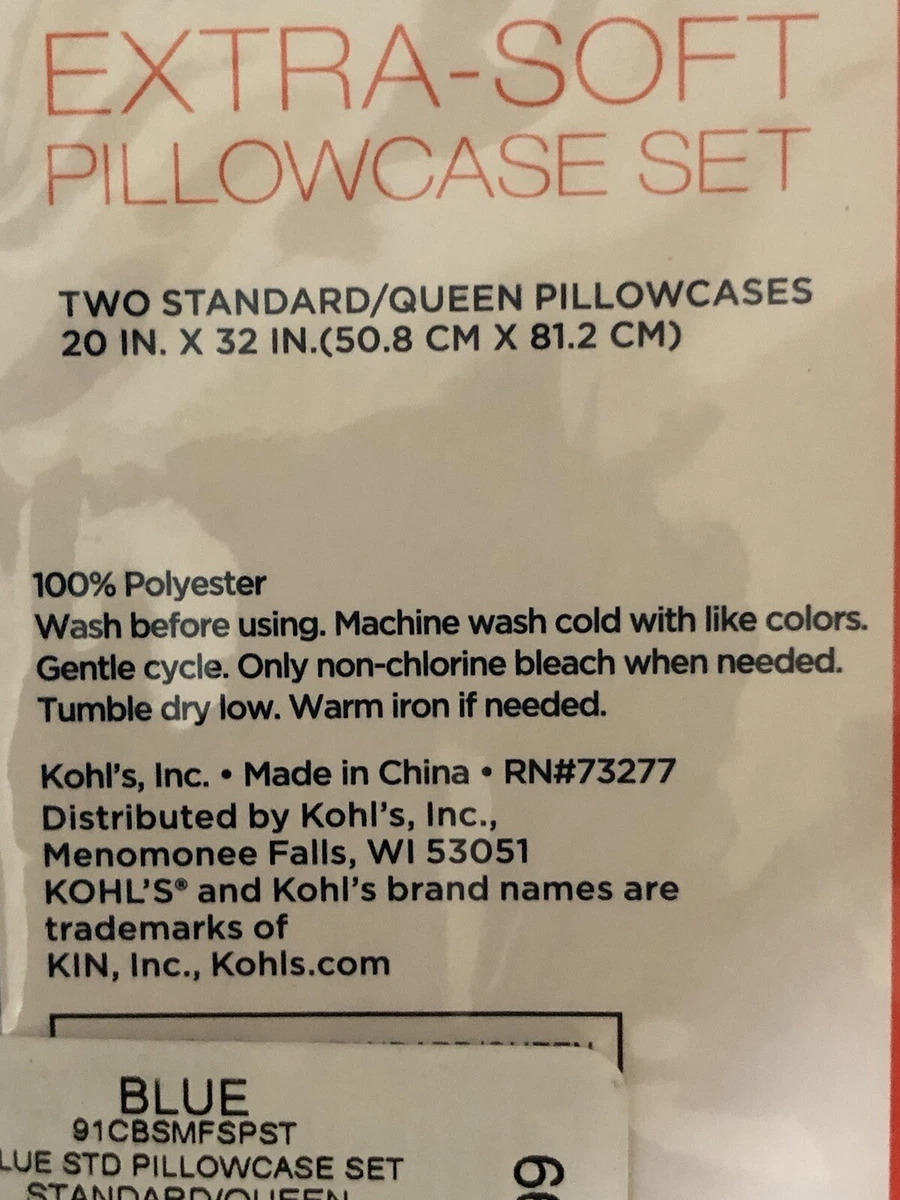 EXTRA-SOFT
PILLOWCASE SET
TWO STANDARD/QUEEN PILLOWCASES
20 IN. X 32 IN.(50.8 CM X 81.2 CM)
100% Polyester
Wash before using. Machine wash cold with like colors.
Gentle cycle. Only non-chlorine bleach when needed.
Tumble dry low. Warm iron if needed.
Kohl's, Inc. • Made in China • RN#73277
Distributed by Kohl's, Inc.,
Menomonee Falls, WI 53051
KOHL'S® and Kohl's brand names are
trademarks of
KIN, Inc., Kohls.com
BLUE
91CBSMFSPST
LUE STD PILLOWCASE SET
STANDARD/QUEEN